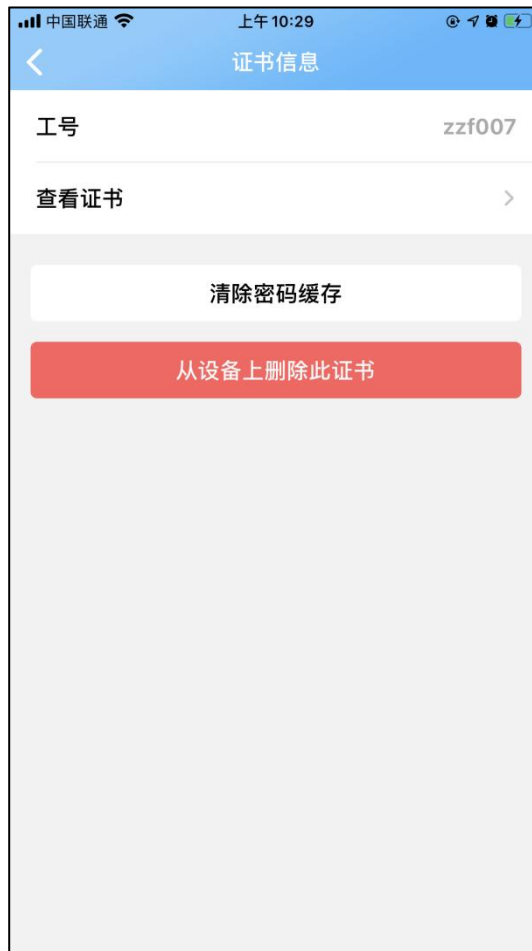 中国联通 上午10:29
证书信息
工号 zzf007
查看证书
清除密码缓存
从设备上删除此证书